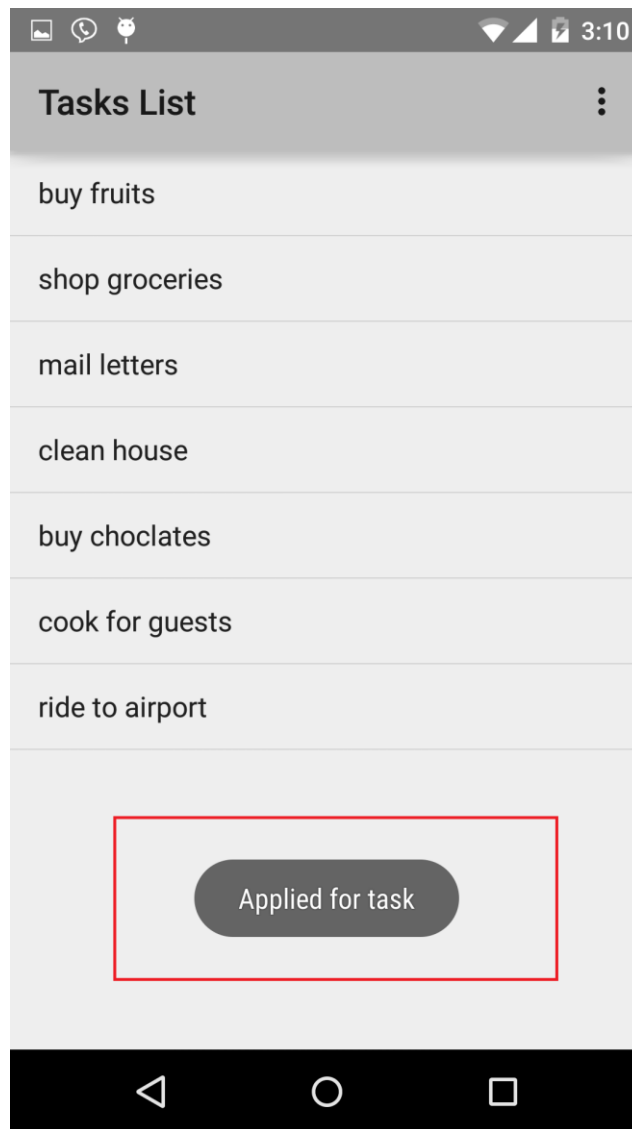 3:10
Tasks List
buy fruits
shop groceries
mail letters
clean house
buy choclates
cook for guests
ride to airport
Applied for task